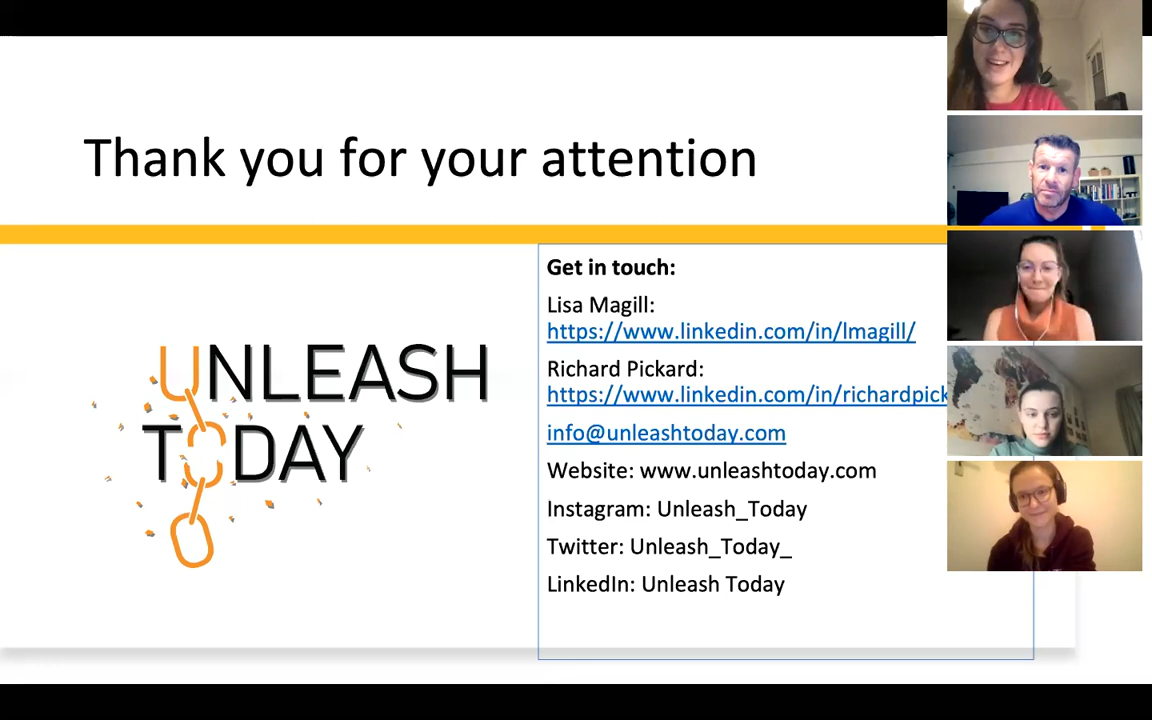 Thank you for your attention
UNLEASH
TODAY
Get in touch:
Lisa Magill:
https://www.linkedin.com/in/lmagill/
Richard Pickard:
https://www.linkedin.com/in/richardpick
info@unleashtoday.com
Website: www.unleashtoday.com
Instagram: Unleash_Today
Twitter: Unleash_Today_
LinkedIn: Unleash Today